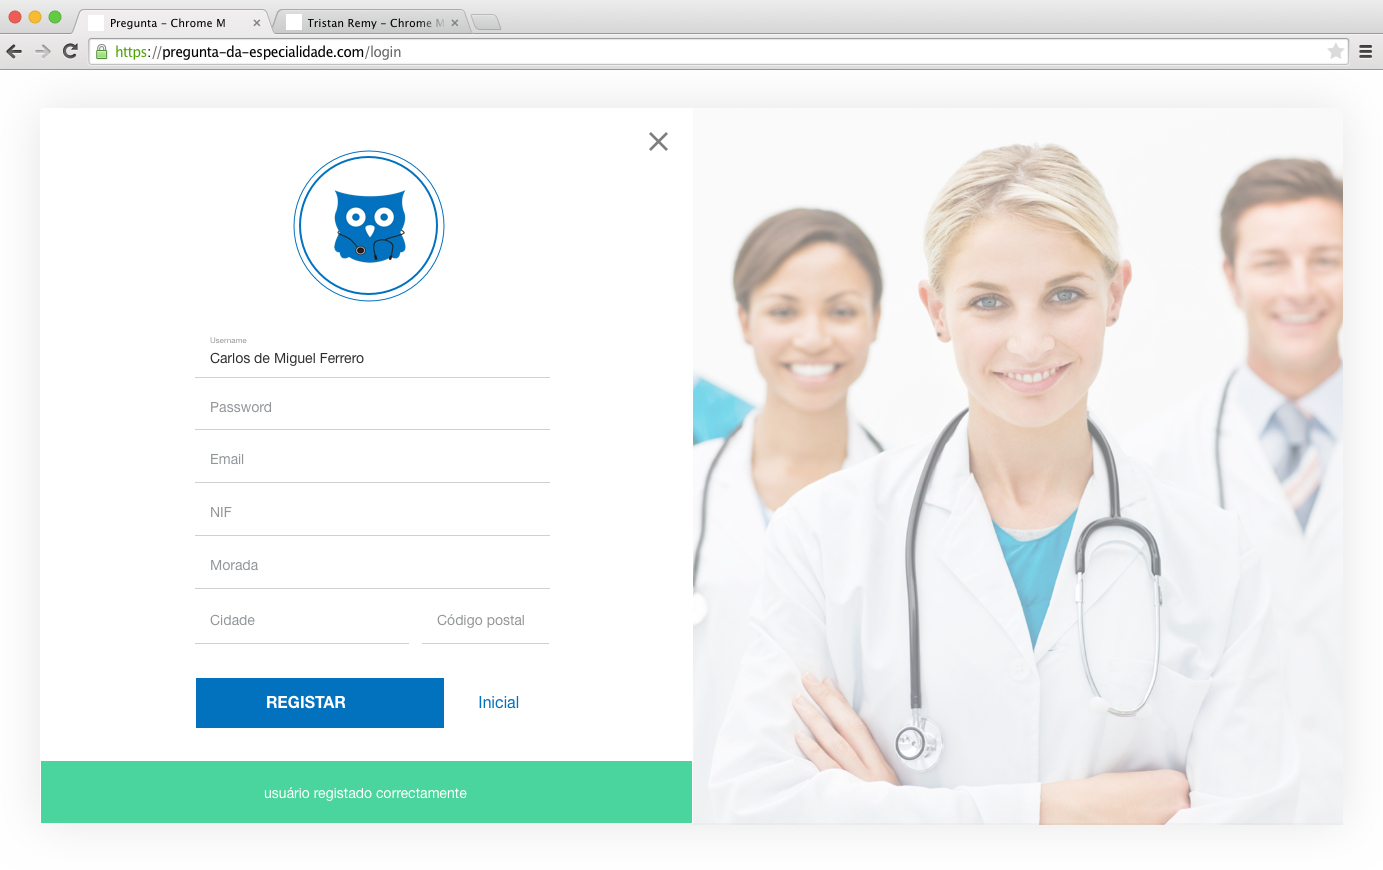 Pregunta – Chrome M
Tristan Remy – Chrome M
https://pregunta-da-especialidade.com/login
Username
Carlos de Miguel Ferrero
Password
Email
NIF
Morada
Cidade
Código postal
REGISTAR
Inicial
usuário registado correctamente